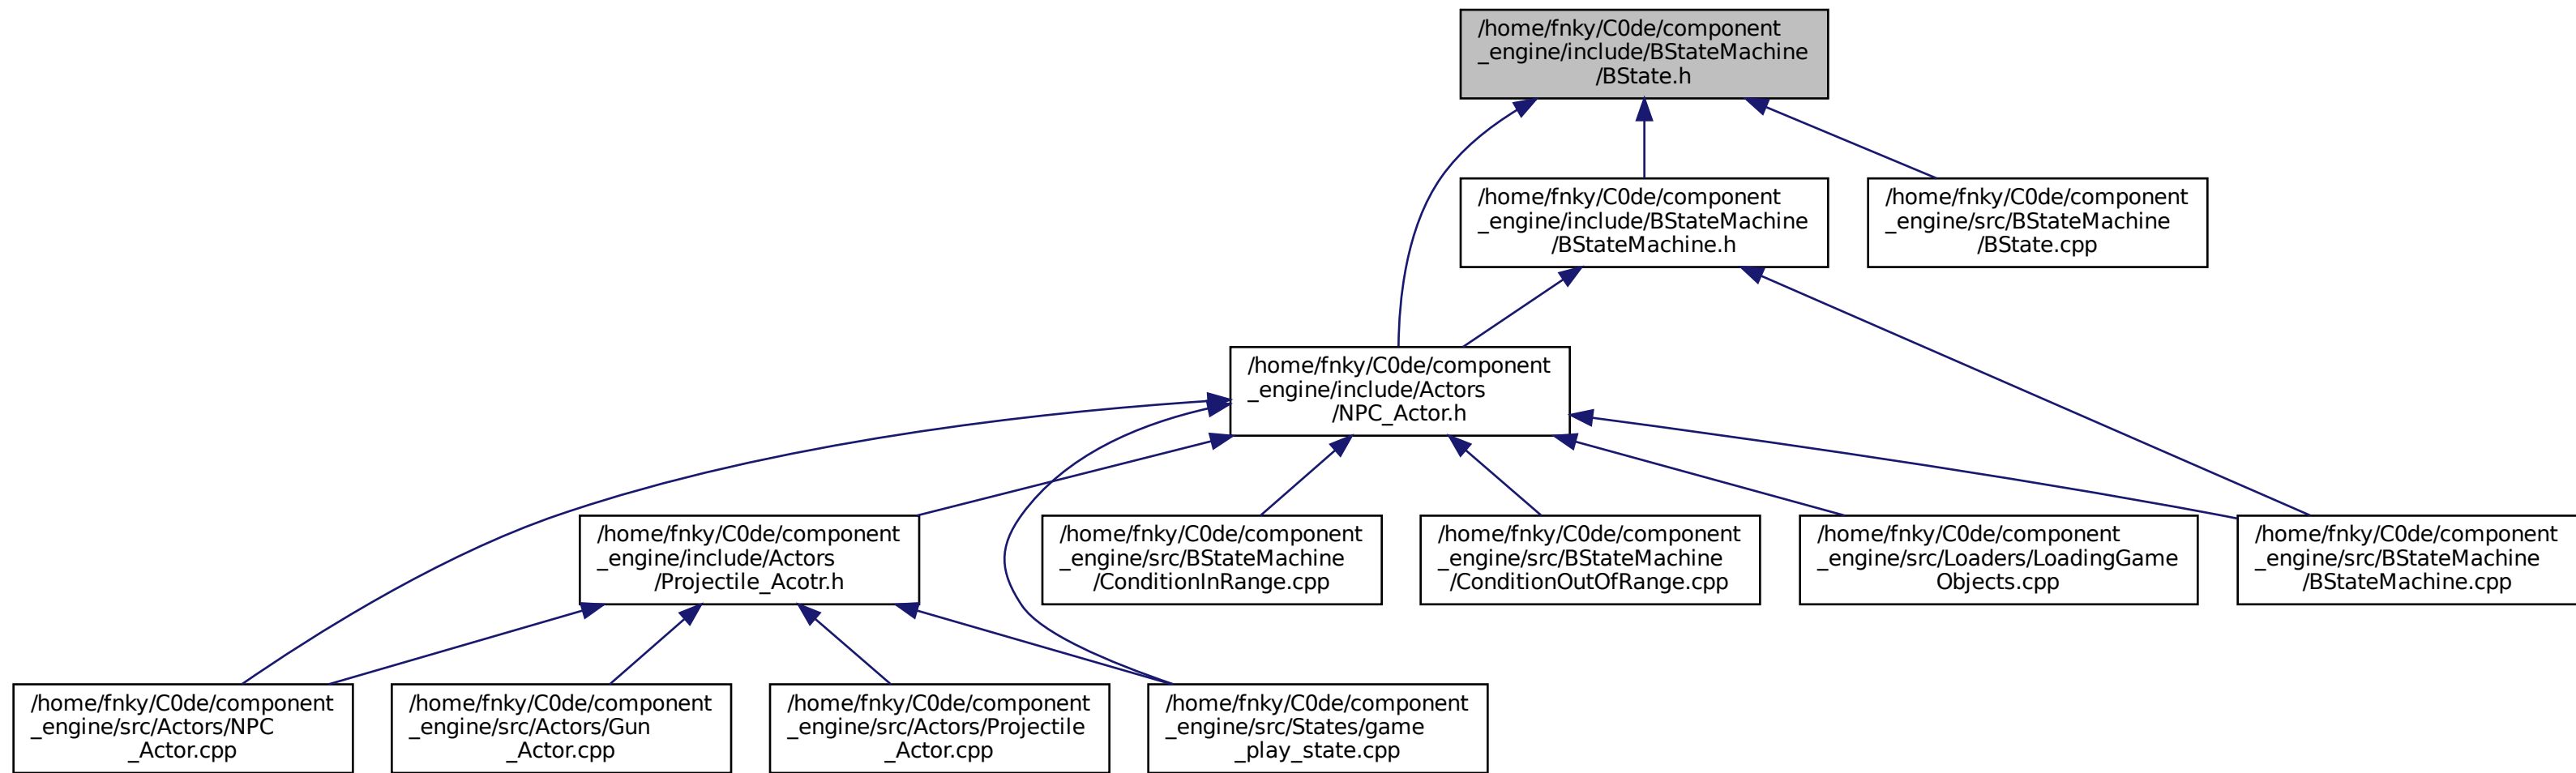 /home/fnky/C0de/component
_engine/include/BStateMachine
/BState.h
/home/fnky/C0de/component
_engine/include/BStateMachine
/BStateMachine.h
/home/fnky/C0de/component
_engine/src/BStateMachine
/BState.cpp
/home/fnky/C0de/component
_engine/include/Actors
/NPC_Actor.h
/home/fnky/C0de/component
_engine/include/Actors
/Projectile_Acotr.h
/home/fnky/C0de/component
_engine/src/BStateMachine
/ConditionInRange.cpp
/home/fnky/C0de/component
_engine/src/BStateMachine
/ConditionOutOfRange.cpp
/home/fnky/C0de/component
_engine/src/Loaders/LoadingGame
Objects.cpp
/home/fnky/C0de/component
_engine/src/BStateMachine
/BStateMachine.cpp
/home/fnky/C0de/component
_engine/src/Actors/NPC
_Actor.cpp
/home/fnky/C0de/component
_engine/src/Actors/Gun
_Actor.cpp
/home/fnky/C0de/component
_engine/src/Actors/Projectile
_Actor.cpp
/home/fnky/C0de/component
_engine/src/States/game
_play_state.cpp